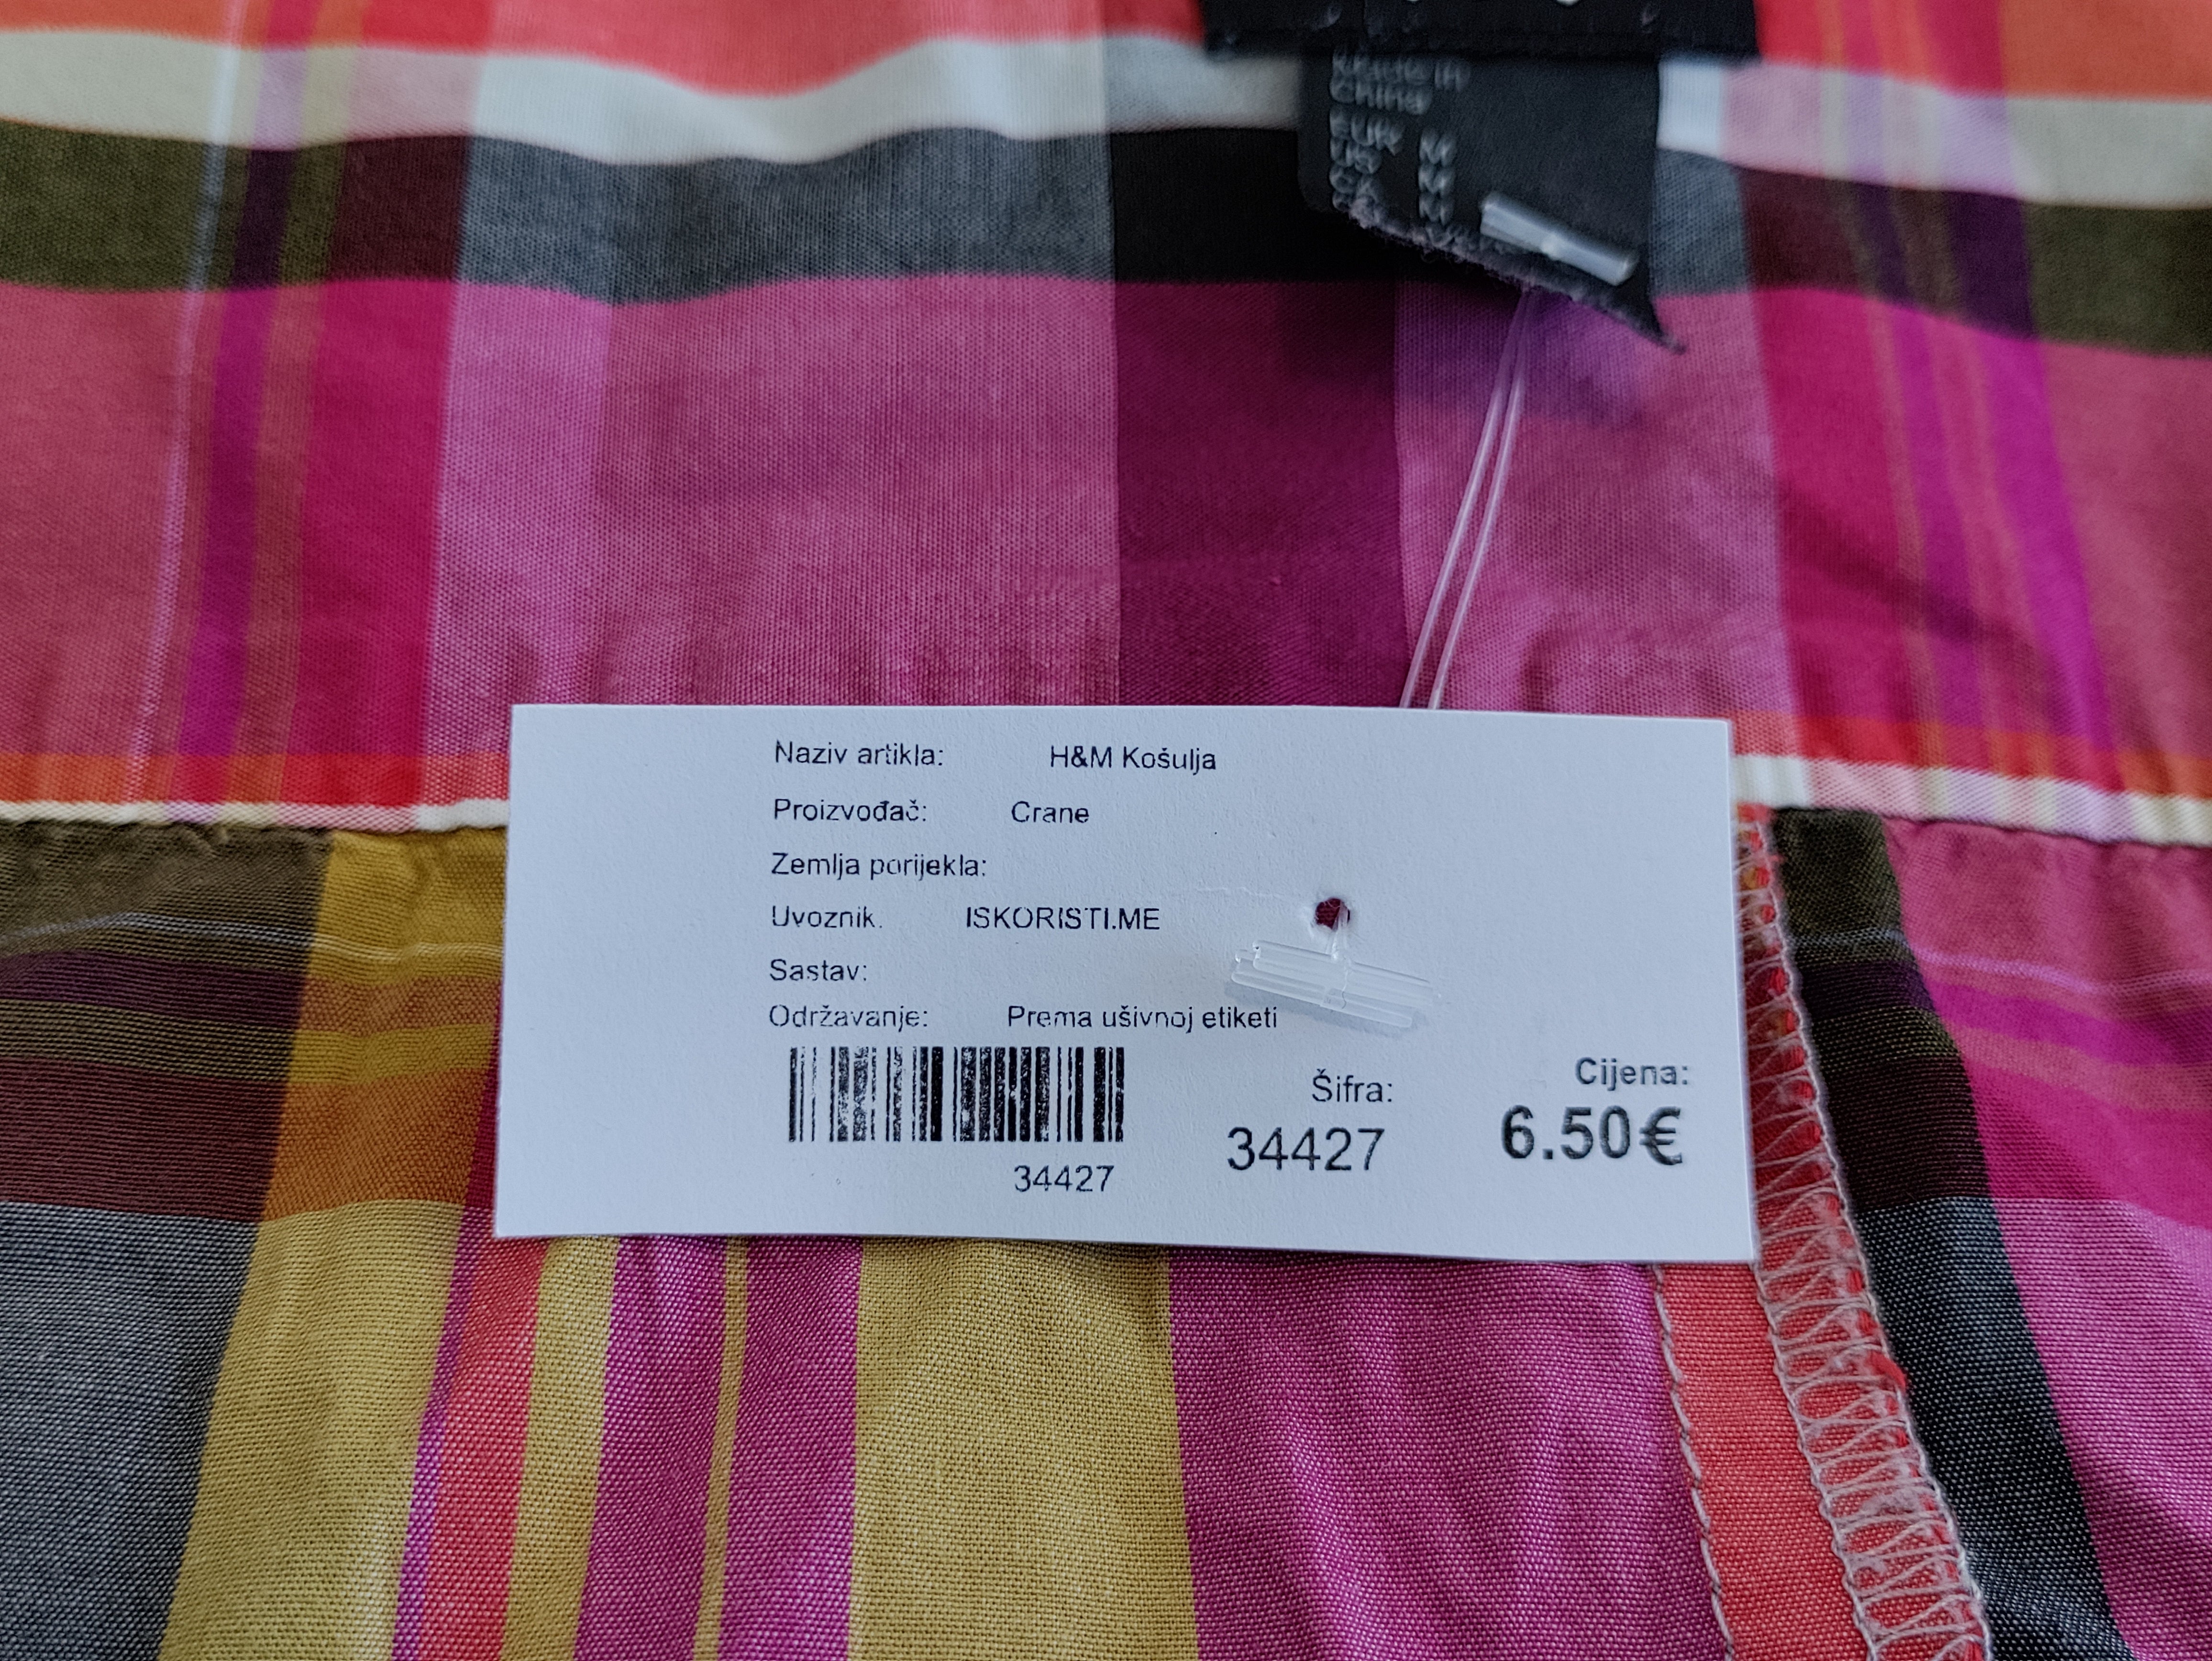 Made in
China
EUR M
US M
CA M
Naziv artikla: H&M Košulja
Proizvođač: Crane
Zemlja porijekla:
Uvoznik. ISKORISTI.ME
Sastav:
Održavanje: Prema ušivnoj etiketi
34427
Šifra:
34427
Cijena:
6.50€